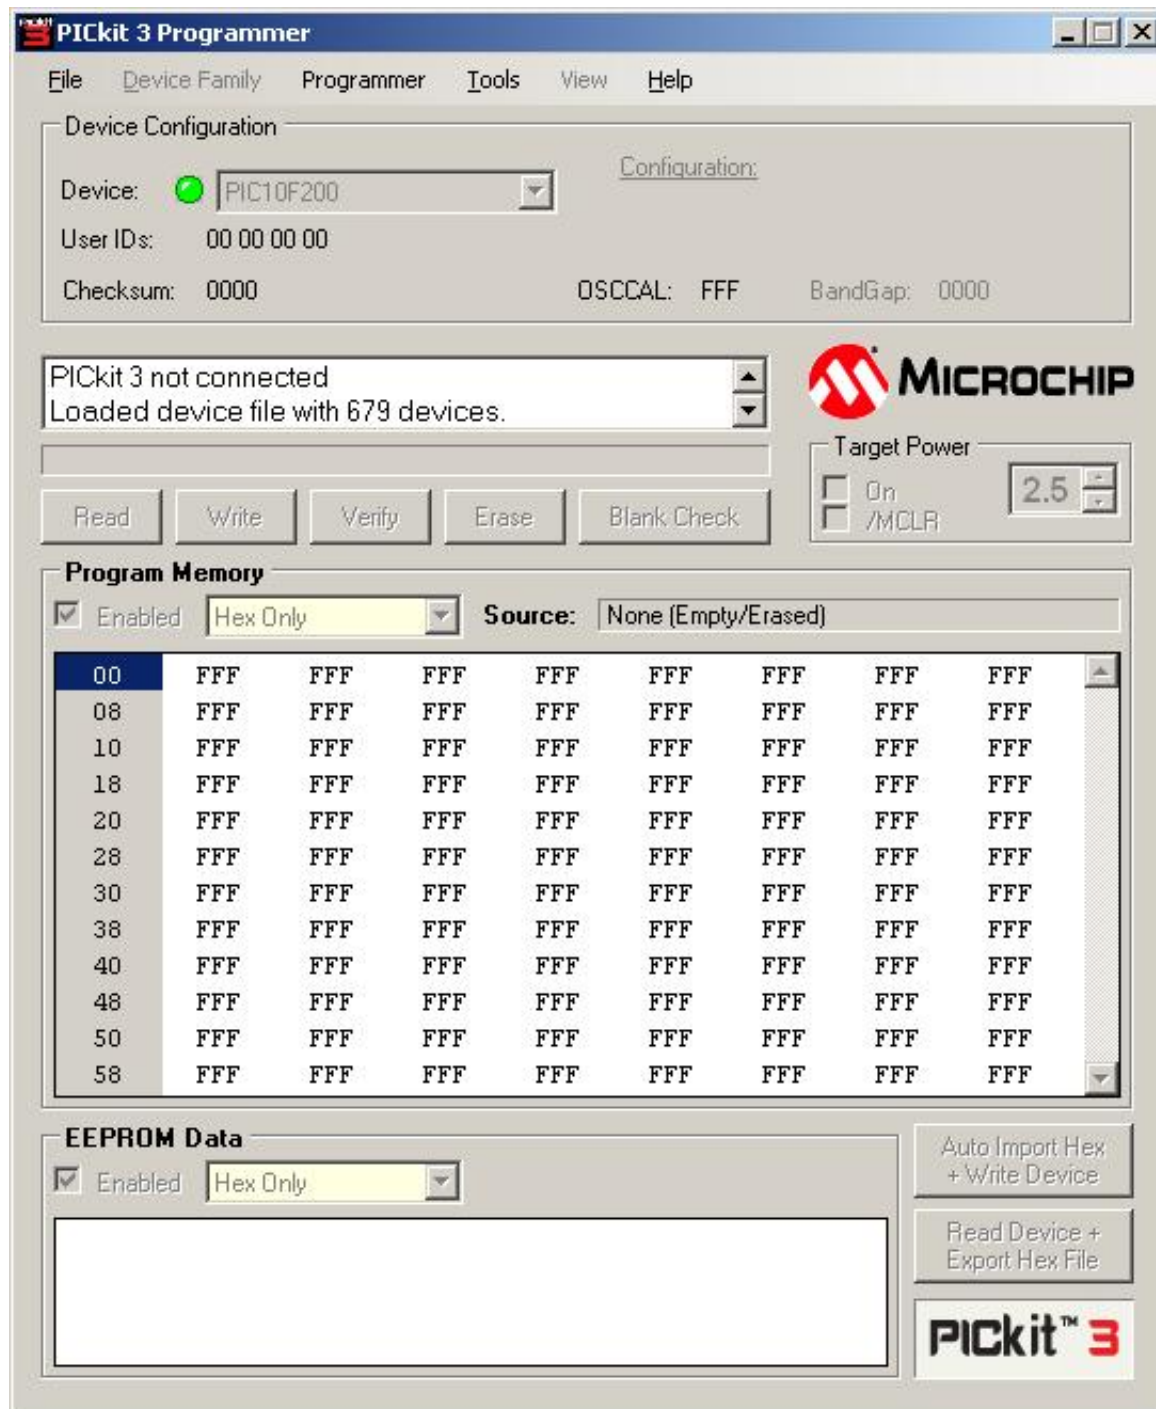 PICkit 3 Programmer
File Device Family Programmer Tools View Help
Device Configuration
Device: PIC10F200 Configuration:
User IDs: 00 00 00 00
Checksum: 0000 OSCCAL: FFF BandGap: 0000
PICkit 3 not connected
Loaded device file with 679 devices.
MICROCHIP
Target Power
On 2.5
/MCLR
Read Write Verify Erase Blank Check
Program Memory
Enabled Hex Only Source: None (Empty/Erased)
00 FFF FFF FFF FFF FFF FFF FFF FFF
08 FFF FFF FFF FFF FFF FFF FFF FFF
10 FFF FFF FFF FFF FFF FFF FFF FFF
18 FFF FFF FFF FFF FFF FFF FFF FFF
20 FFF FFF FFF FFF FFF FFF FFF FFF
28 FFF FFF FFF FFF FFF FFF FFF FFF
30 FFF FFF FFF FFF FFF FFF FFF FFF
38 FFF FFF FFF FFF FFF FFF FFF FFF
40 FFF FFF FFF FFF FFF FFF FFF FFF
48 FFF FFF FFF FFF FFF FFF FFF FFF
50 FFF FFF FFF FFF FFF FFF FFF FFF
58 FFF FFF FFF FFF FFF FFF FFF FFF
EEPROM Data
Enabled Hex Only
Auto Import Hex
+ Write Device
Read Device +
Export Hex File
PICkit™ 3